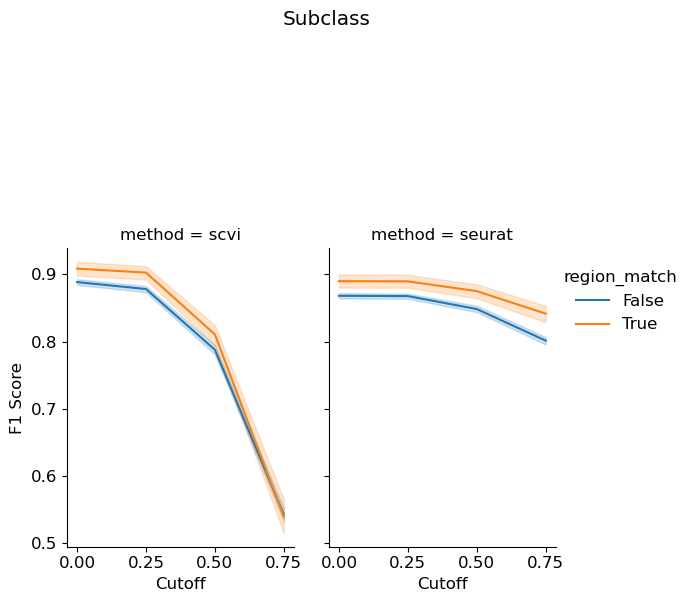 Subclass
method = scvi
method = seurat
region_match
False
True
F1 Score
0.9
0.8
0.7
0.6
0.5
0.00 0.25 0.50 0.75
0.00 0.25 0.50 0.75
Cutoff
Cutoff